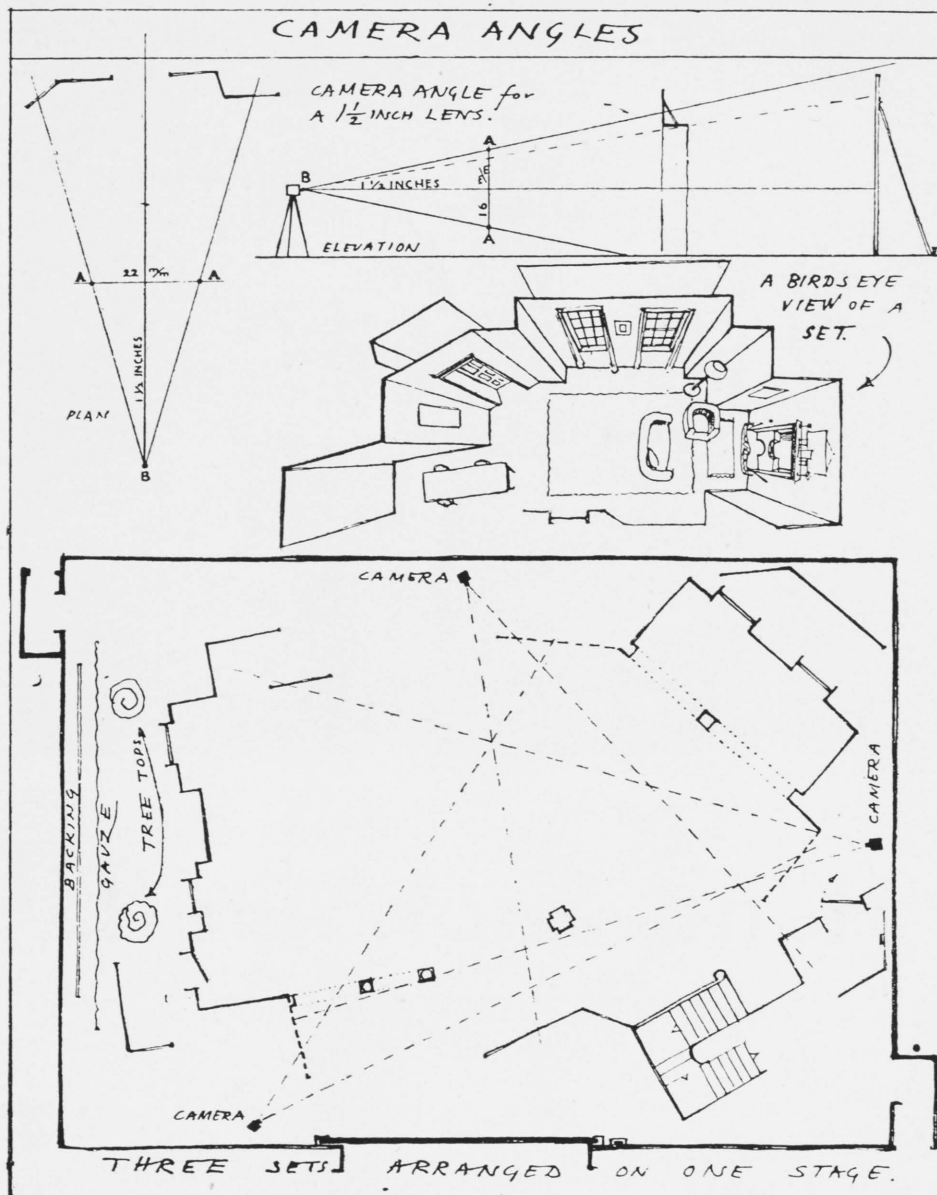 CAMERA ANGLES
CAMERA ANGLE for
A 1½ INCH LENS.
A
22 m/m
A
1½ INCHES
PLAN
B
B
1½ INCHES
A
16 m/m
A
ELEVATION
A BIRDS EYE
VIEW OF A
SET.
CAMERA
BACKING
GAUZE
TREE TOPS
CAMERA
CAMERA
THREE SETS ARRANGED ON ONE STAGE.